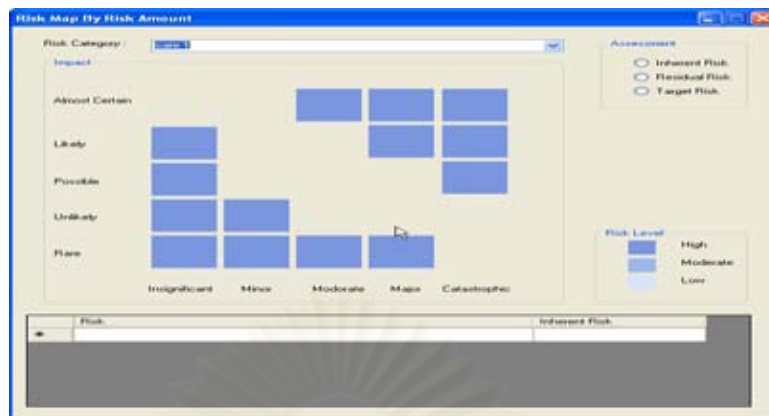 Risk Map By Risk Amount
Risk Category :
Assessment
Impact
Inherent Risk
Residual Risk
Target Risk
Almost Certain
Likely
Possible
Unlikely
Rare
Insignificant Minor Moderate Major Catastrophic
Risk Level
High
Moderate
Low
Risk Inherent Risk